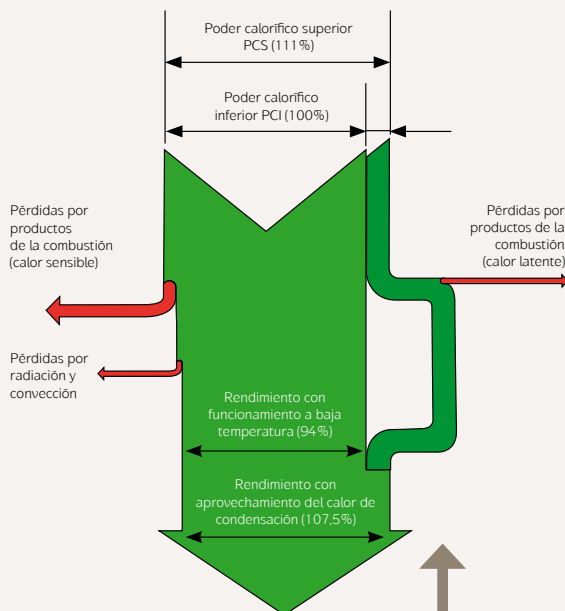 Poder calorífico superior
PCS (111%)
Poder calorífico
inferior PCI (100%)
Pérdidas por
productos
de la combustión
(calor sensible)
Pérdidas por
productos de la
combustión
(calor latente)
Pérdidas por
radiación y
convección
Rendimiento con
funcionamiento a baja
temperatura (94%)
Rendimiento con
aprovechamiento del calor de
condensación (107,5%)